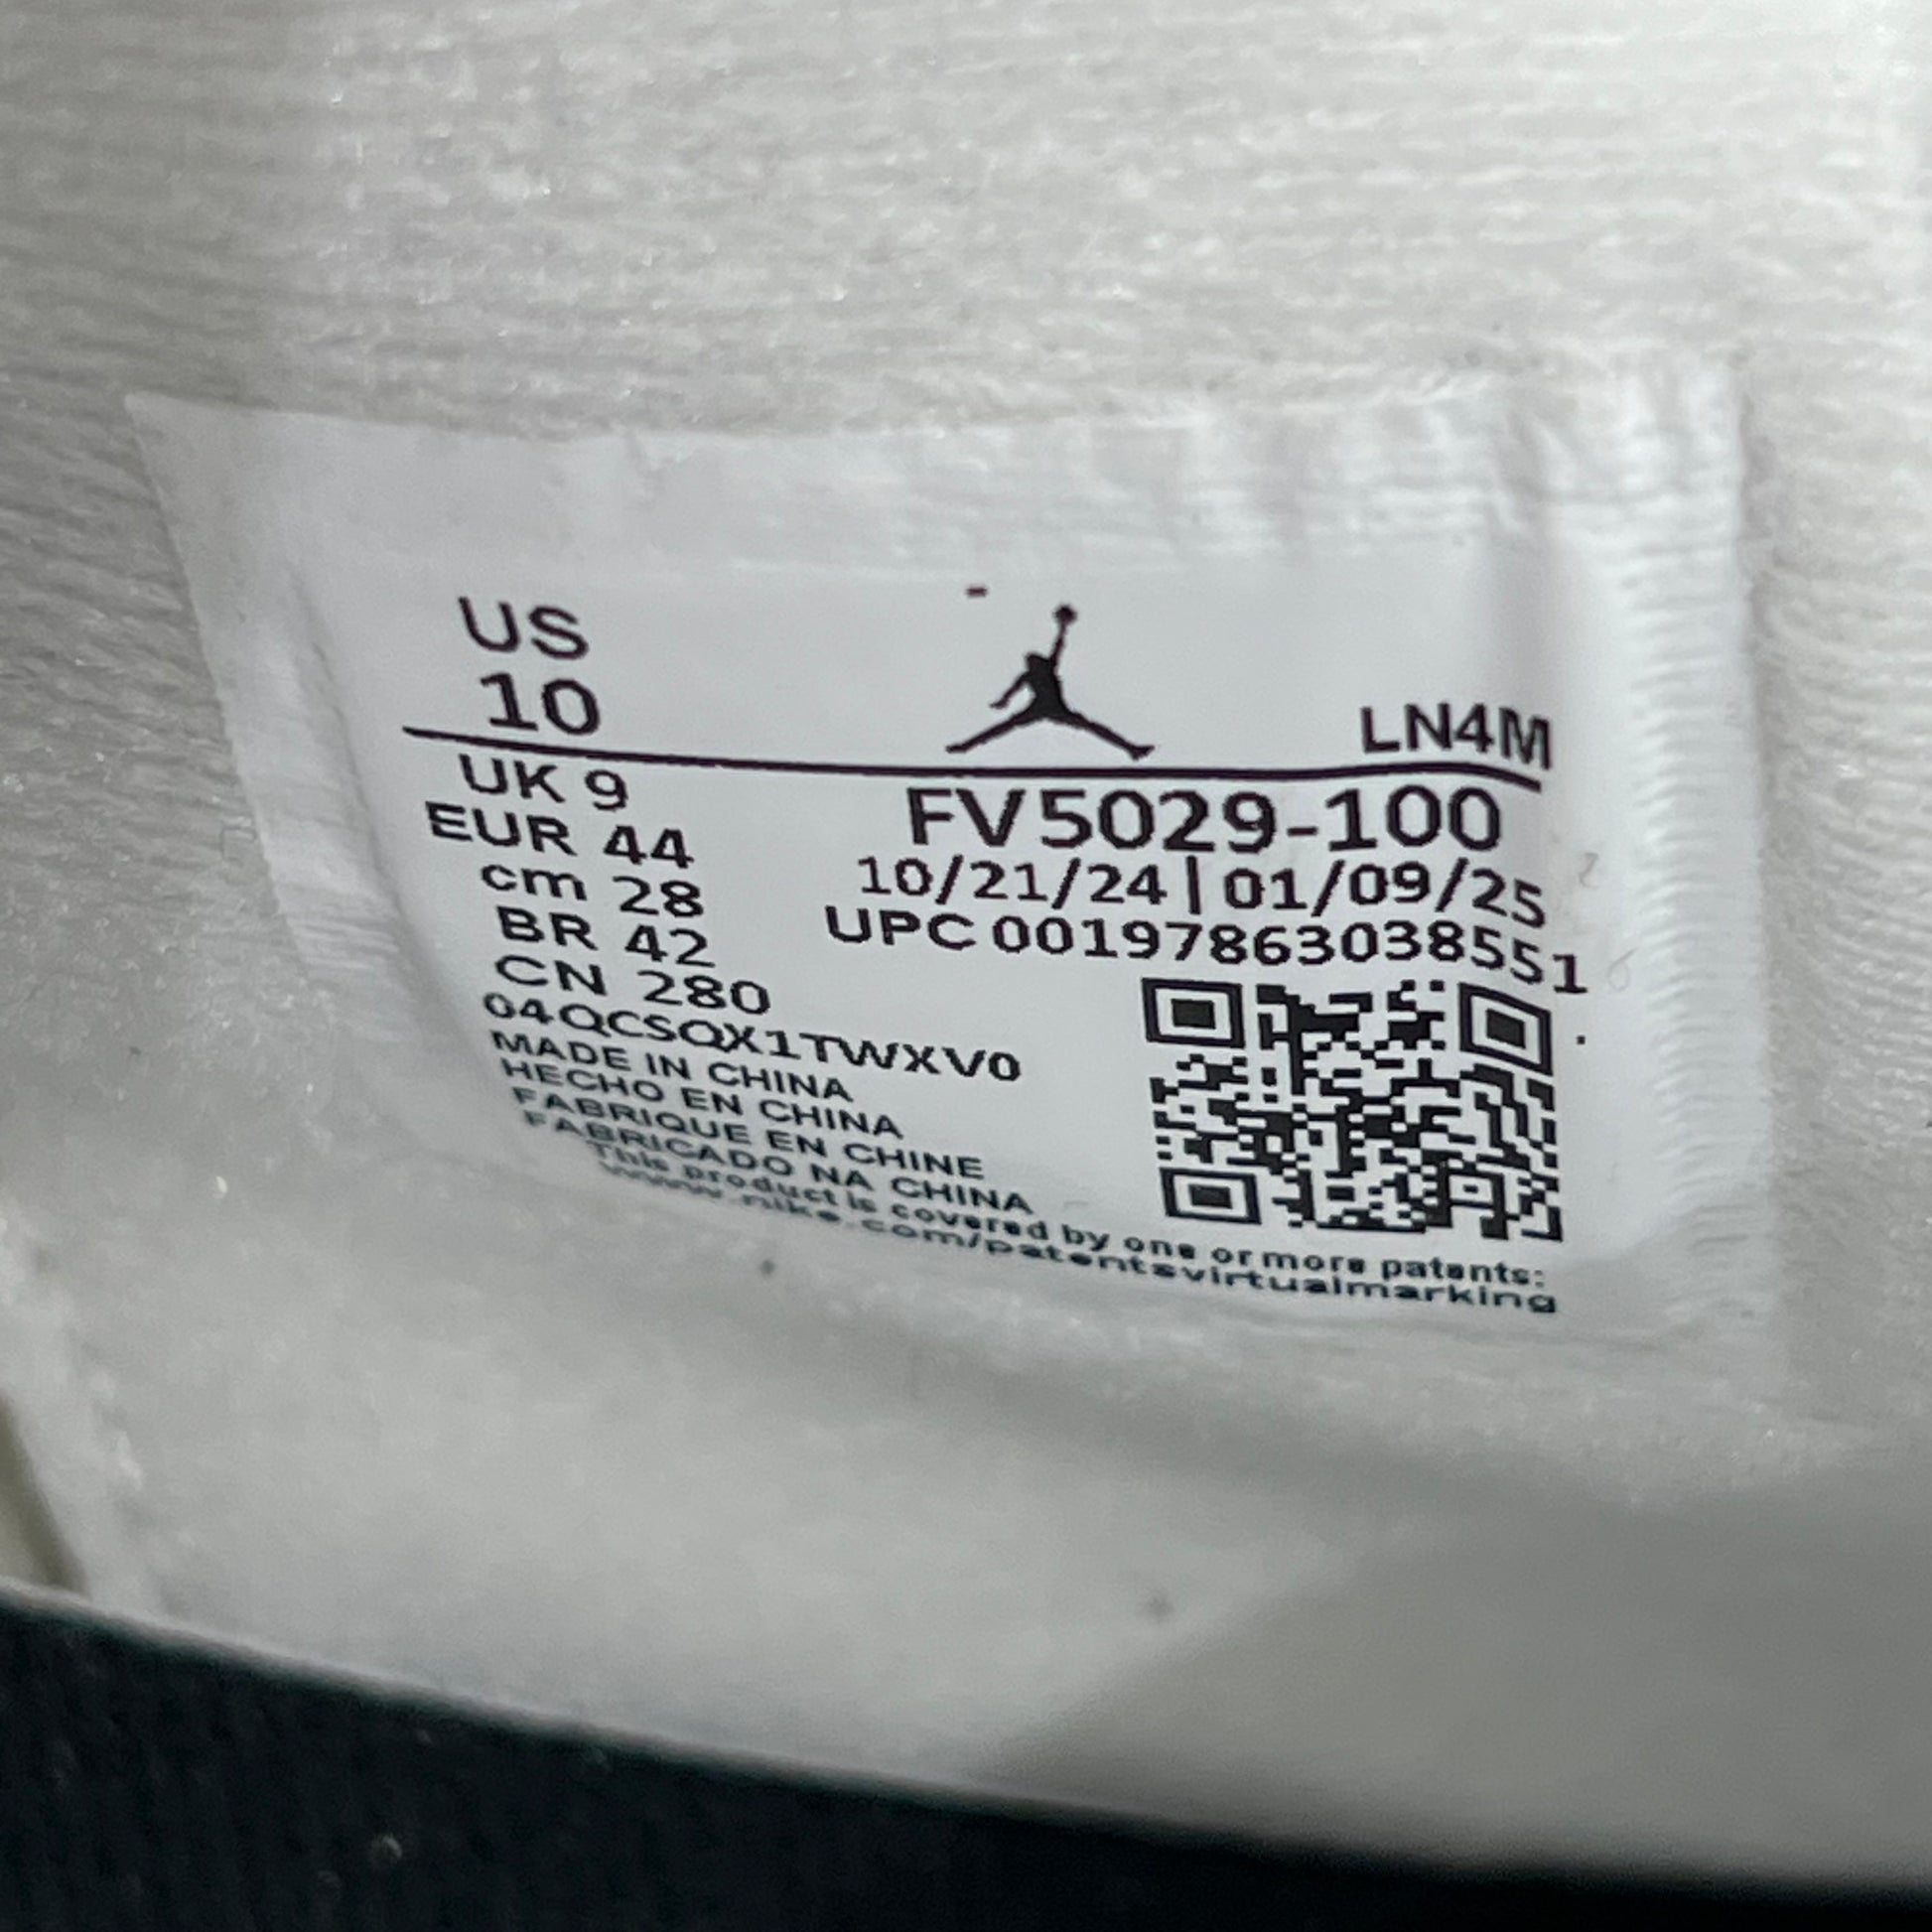 US
10
LN4M
UK 9
EUR 44
cm 28
BR 42
CN 280
FV5029-100
10/21/24 | 01/09/25
UPC 00197863038551
04QCSQX1TWXV0
MADE IN CHINA
HECHO EN CHINA
FABRIQUE EN CHINE
FABRICADO NA CHINA
This product is covered by one or more patents:
www.nike.com/patentsvirtualmarking